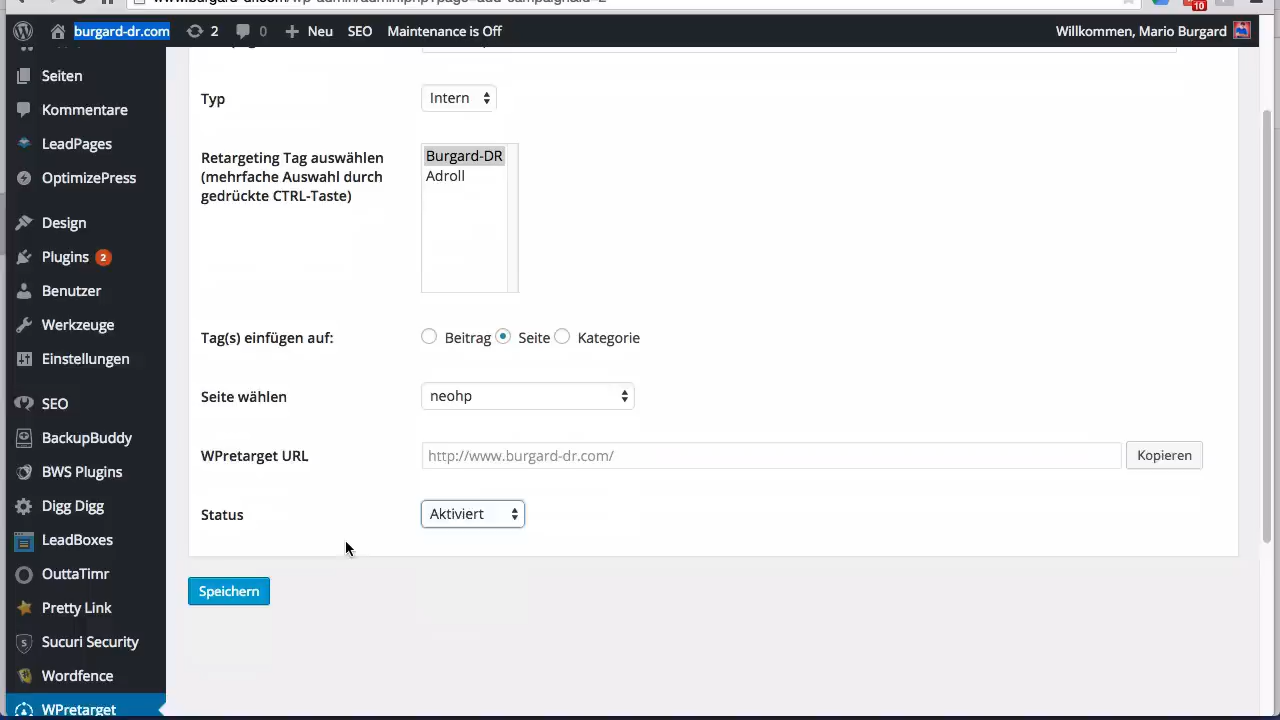 10
burgard-dr.com
2
0
Neu
SEO
Maintenance is Off
Willkommen, Mario Burgard
Seiten
Kommentare
LeadPages
OptimizePress
Design
Plugins 2
Benutzer
Werkzeuge
Einstellungen
SEO
BackupBuddy
BWS Plugins
Digg Digg
LeadBoxes
OuttaTimr
Pretty Link
Sucuri Security
Wordfence
WPretarget
Typ
Intern
Retargeting Tag auswählen
(mehrfache Auswahl durch
gedrückte CTRL-Taste)
Burgard-DR
Adroll
Tag(s) einfügen auf:
Beitrag Seite Kategorie
Seite wählen
neohp
WPretarget URL
http://www.burgard-dr.com/
Kopieren
Status
Aktiviert
Speichern